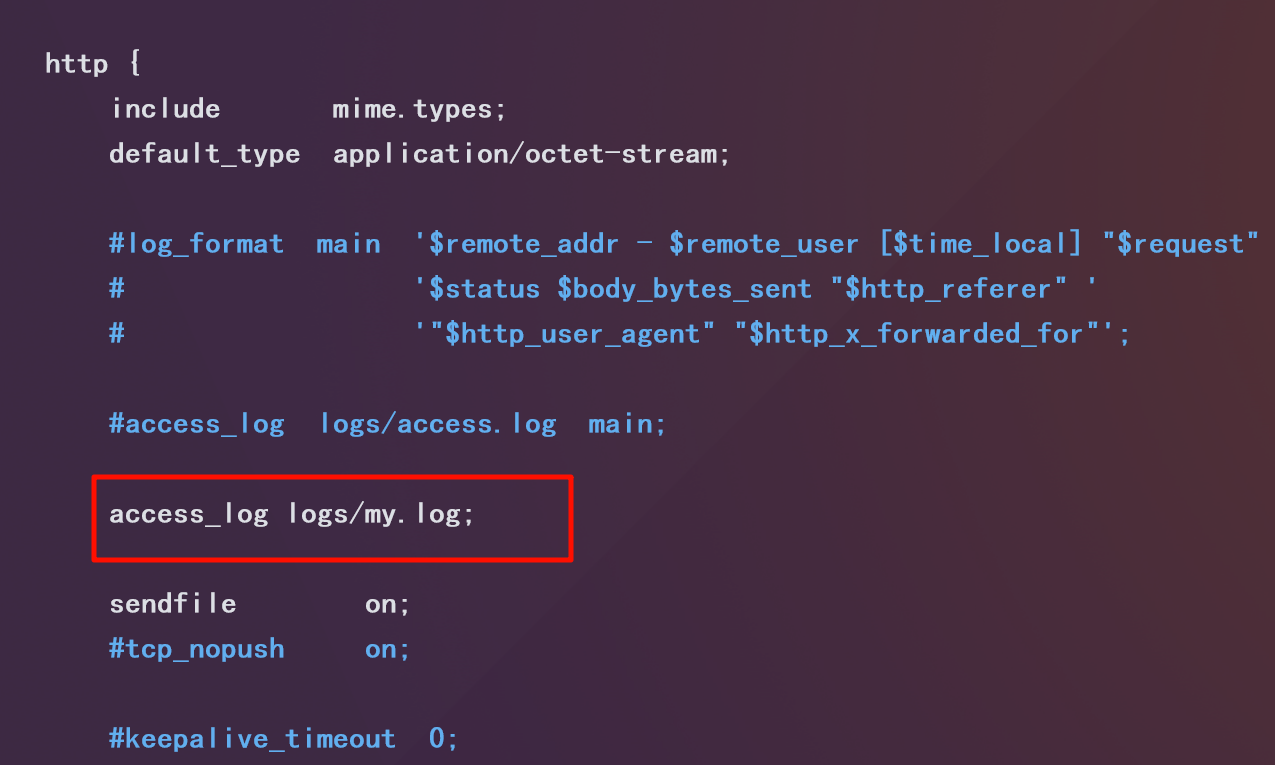 http {
    include       mime.types;
    default_type  application/octet-stream;
    #log_format  main  '$remote_addr - $remote_user [$time_local] "$request"
    #                  '$status $body_bytes_sent "$http_referer" '
    #                  '"$http_user_agent" "$http_x_forwarded_for"';
    #access_log  logs/access.log  main;
    access_log logs/my.log;
    sendfile        on;
    #tcp_nopush     on;
    #keepalive_timeout  0;